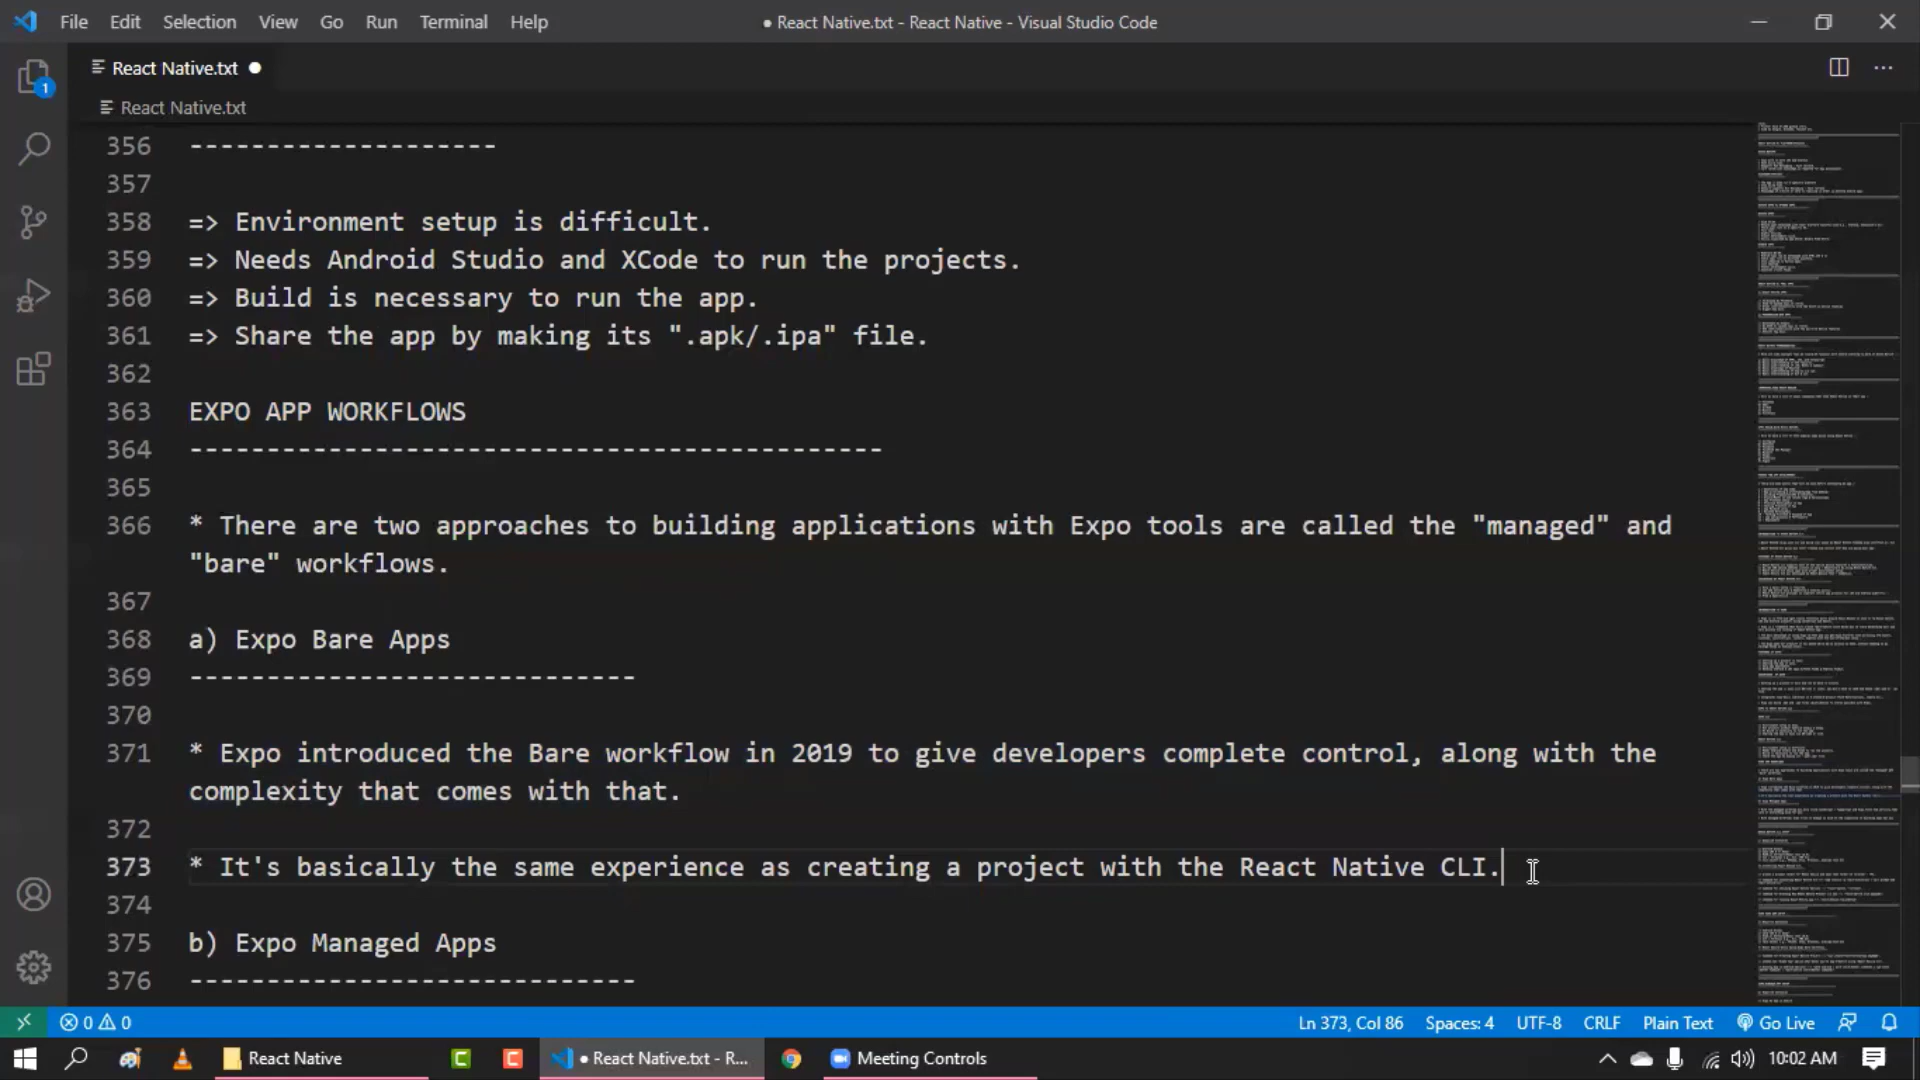 File Edit Selection View Go Run Terminal Help ● React Native.txt - React Native - Visual Studio Code
React Native.txt ●
1
React Native.txt
356 --------------------
357
358 => Environment setup is difficult.
359 => Needs Android Studio and XCode to run the projects.
360 => Build is necessary to run the app.
361 => Share the app by making its ".apk/.ipa" file.
362
363 EXPO APP WORKFLOWS
364 ---------------------------------------------
365
366 * There are two approaches to building applications with Expo tools are called the "managed" and
"bare" workflows.
367
368 a) Expo Bare Apps
369 -----------------------------
370
371 * Expo introduced the Bare workflow in 2019 to give developers complete control, along with the
complexity that comes with that.
372
373 * It's basically the same experience as creating a project with the React Native CLI.
374
375 b) Expo Managed Apps
376 -----------------------------
0 0 Ln 373, Col 86 Spaces: 4 UTF-8 CRLF Plain Text Go Live
React Native C C ● React Native.txt - R... Meeting Controls 10:02 AM